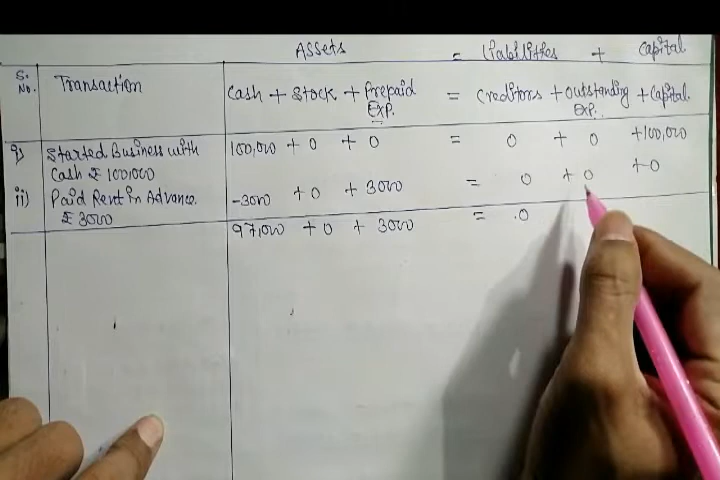 Assets = Liabilities + Capital
S. No. Transaction Cash + Stock + Prepaid Exp. = Creditors + Outstanding Exp. + Capital
i) Started Business with 100,000 + 0 + 0 = 0 + 0 +100,000
Cash ₹ 100,000
ii) Paid Rent in Advance -3000 + 0 + 3000 = 0 + 0 +0
₹ 3000
97,000 + 0 + 3000 = 0